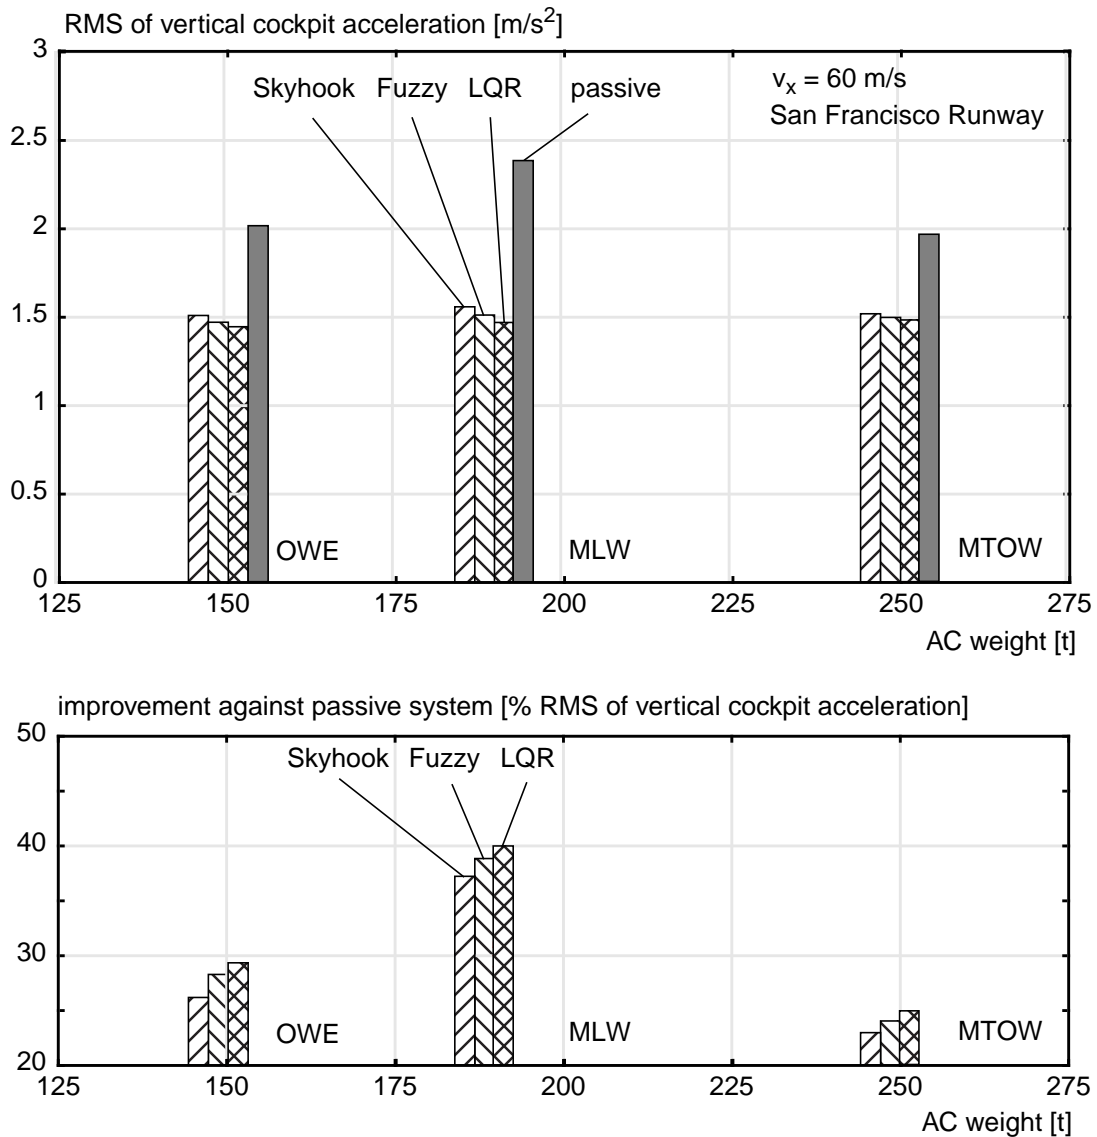 RMS of vertical cockpit acceleration [m/s²]
3
Skyhook Fuzzy LQR passive
vₓ = 60 m/s
San Francisco Runway
2.5
2
1.5
1
0.5
OWE MLW MTOW
0
125 150 175 200 225 250 275
AC weight [t]
improvement against passive system [% RMS of vertical cockpit acceleration]
50
Skyhook Fuzzy LQR
40
30
OWE MLW MTOW
20
125 150 175 200 225 250 275
AC weight [t]